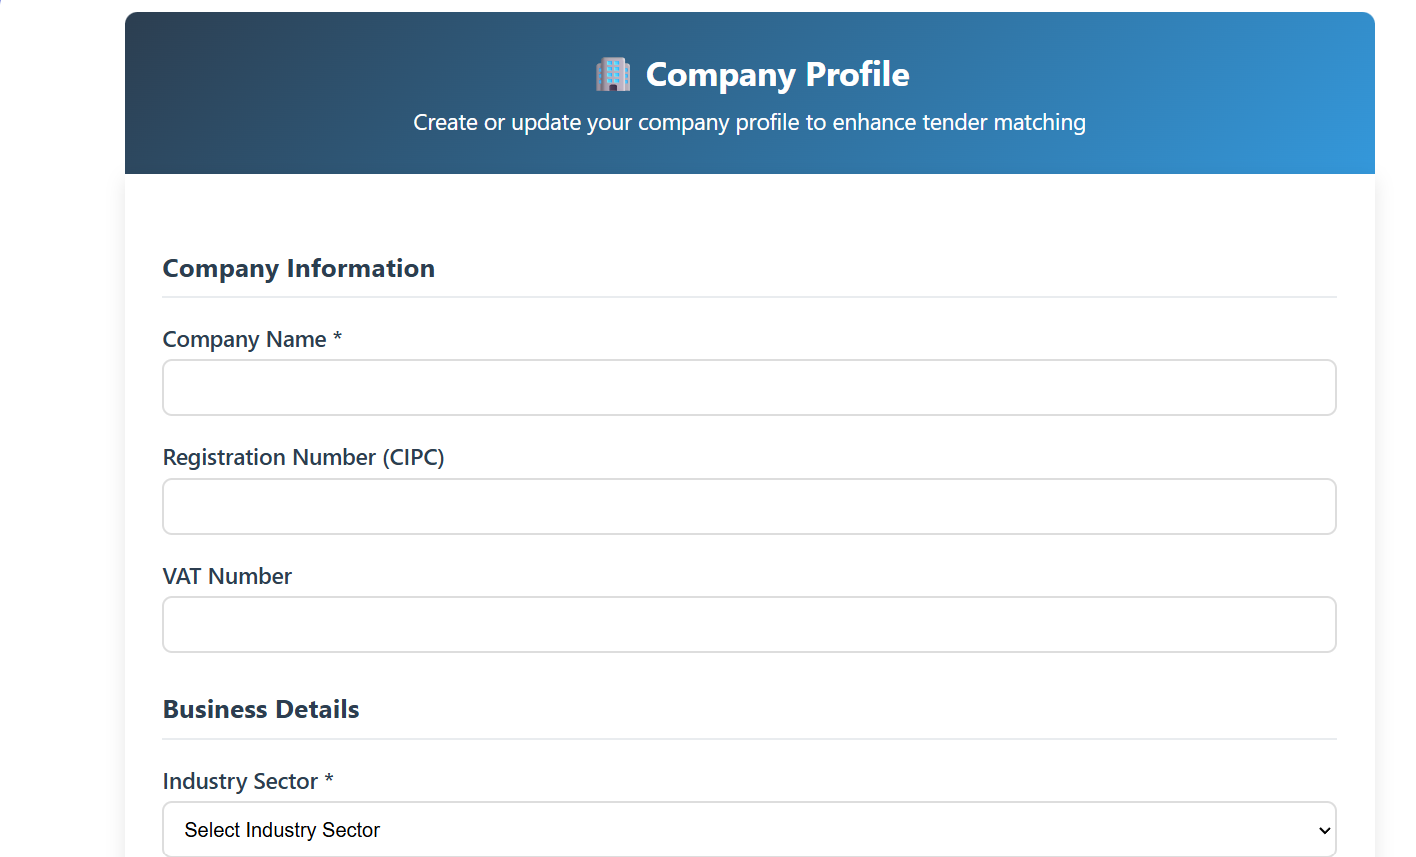 Company Profile
Create or update your company profile to enhance tender matching
Company Information
Company Name *
Registration Number (CIPC)
VAT Number
Business Details
Industry Sector *
Select Industry Sector